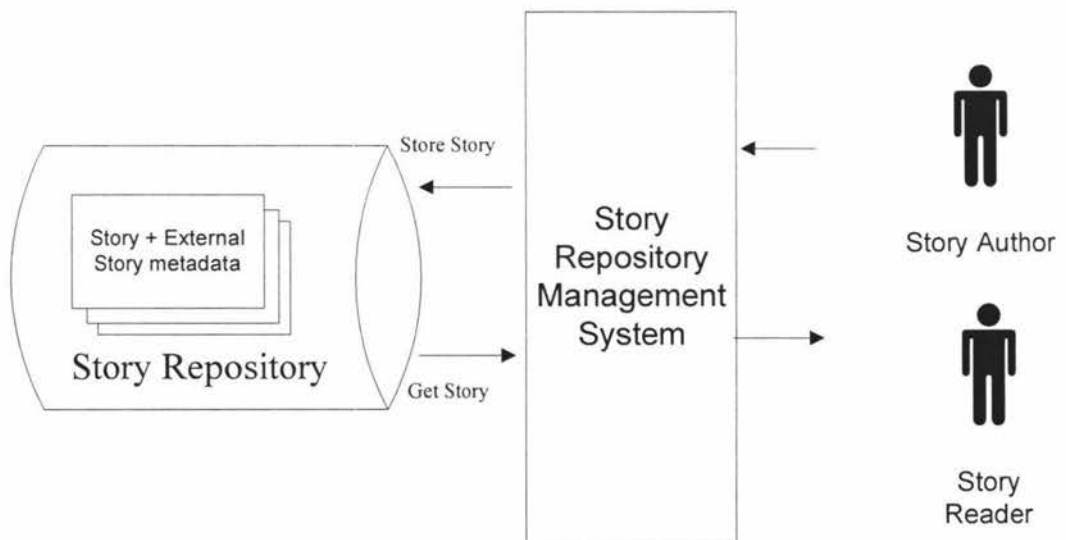 Store Story
Story + External
Story metadata
Story Repository
Get Story
Story
Repository
Management
System
Story Author
Story
Reader